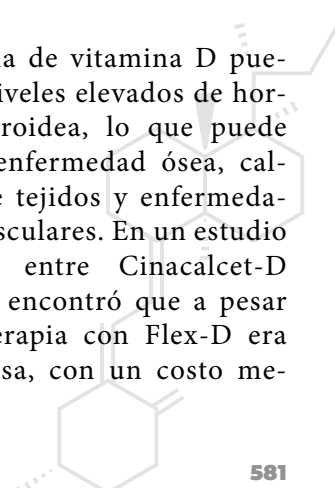 a de vitamina D pue-
iveles elevados de hor-
roidea, lo que puede
enfermedad ósea, cal-
e tejidos y enfermeda-
sculares. En un estudio
entre Cinacalcet-D
encontró que a pesar
erapia con Flex-D era
sa, con un costo me-
581